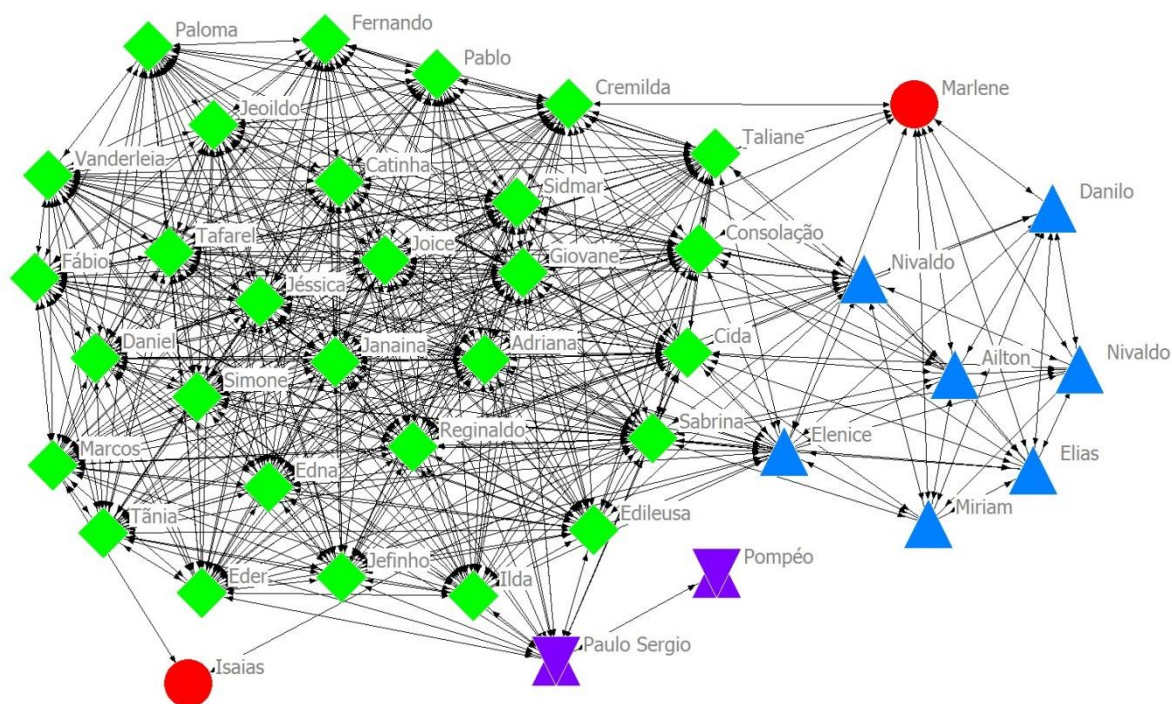 Paloma
Fernando
Pablo
Cremilda
Marlene
Jeoildo
Taliane
Vanderleia
Catinha
Sidmar
Danilo
Tafarel
Joice
Giovane
Consolação
Fábio
Jéssica
Nivaldo
Daniel
Janaina
Adriana
Cida
Ailton
Nivaldo
Simone
Marcos
Reginaldo
Sabrina
Elenice
Elias
Edna
Tãnia
Edileusa
Miriam
Eder
Jefinho
Ilda
Pompéo
Isaias
Paulo Sergio